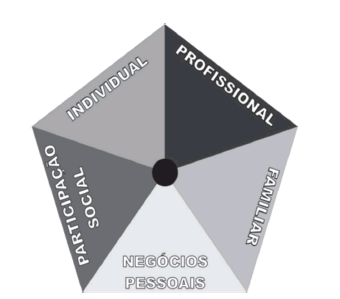 INDIVIDUAL
PROFISSIONAL
PARTICIPAÇÃO
SOCIAL
FAMILIAR
NEGÓCIOS
PESSOAIS